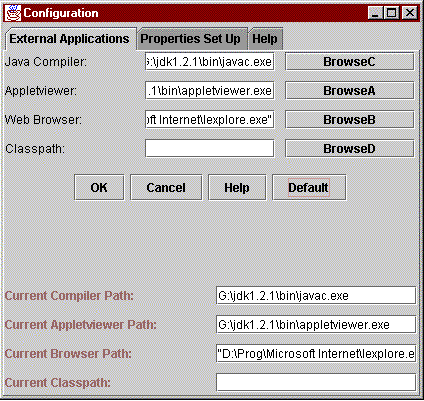 Configuration
External Applications Properties Set Up Help
Java Compiler: :\jdk1.2.1\bin\javac.exe BrowseC
Appletviewer: .1\bin\appletviewer.exe BrowseA
Web Browser: oft Internet\Iexplore.exe" BrowseB
Classpath: BrowseD
OK Cancel Help Default
Current Compiler Path: G:\jdk1.2.1\bin\javac.exe
Current Appletviewer Path: G:\jdk1.2.1\bin\appletviewer.exe
Current Browser Path: "D:\Prog\Microsoft Internet\Iexplore.e
Current Classpath: